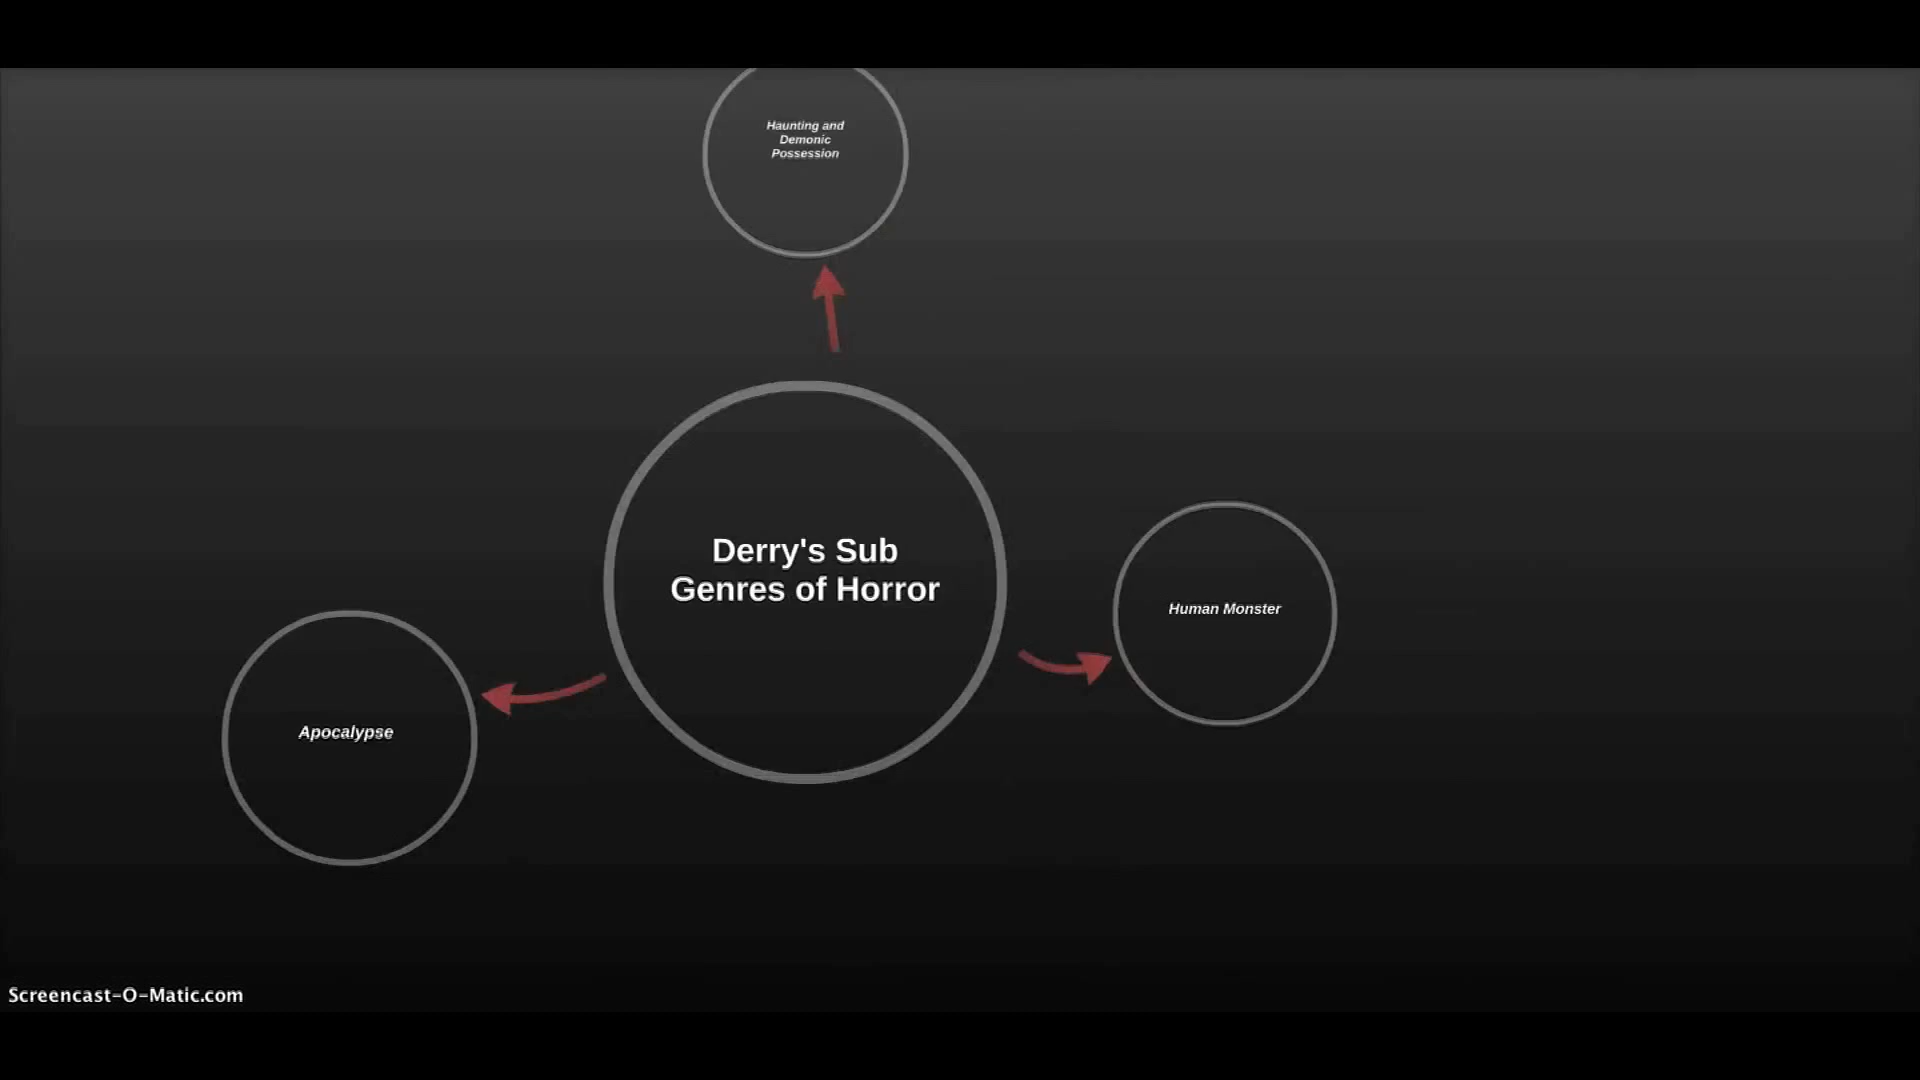 Haunting and
Demonic
Possession
Derry's Sub
Genres of Horror
Human Monster
Apocalypse
Screencast-O-Matic.com